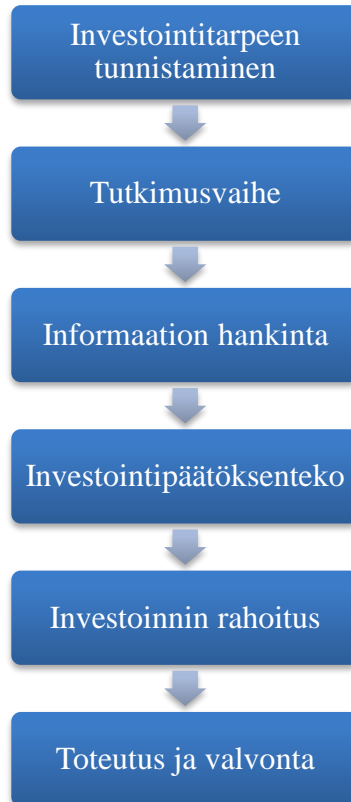 Investointitarpeen
tunnistaminen
Tutkimusvaihe
Informaation hankinta
Investointipäätöksenteko
Investoinnin rahoitus
Toteutus ja valvonta